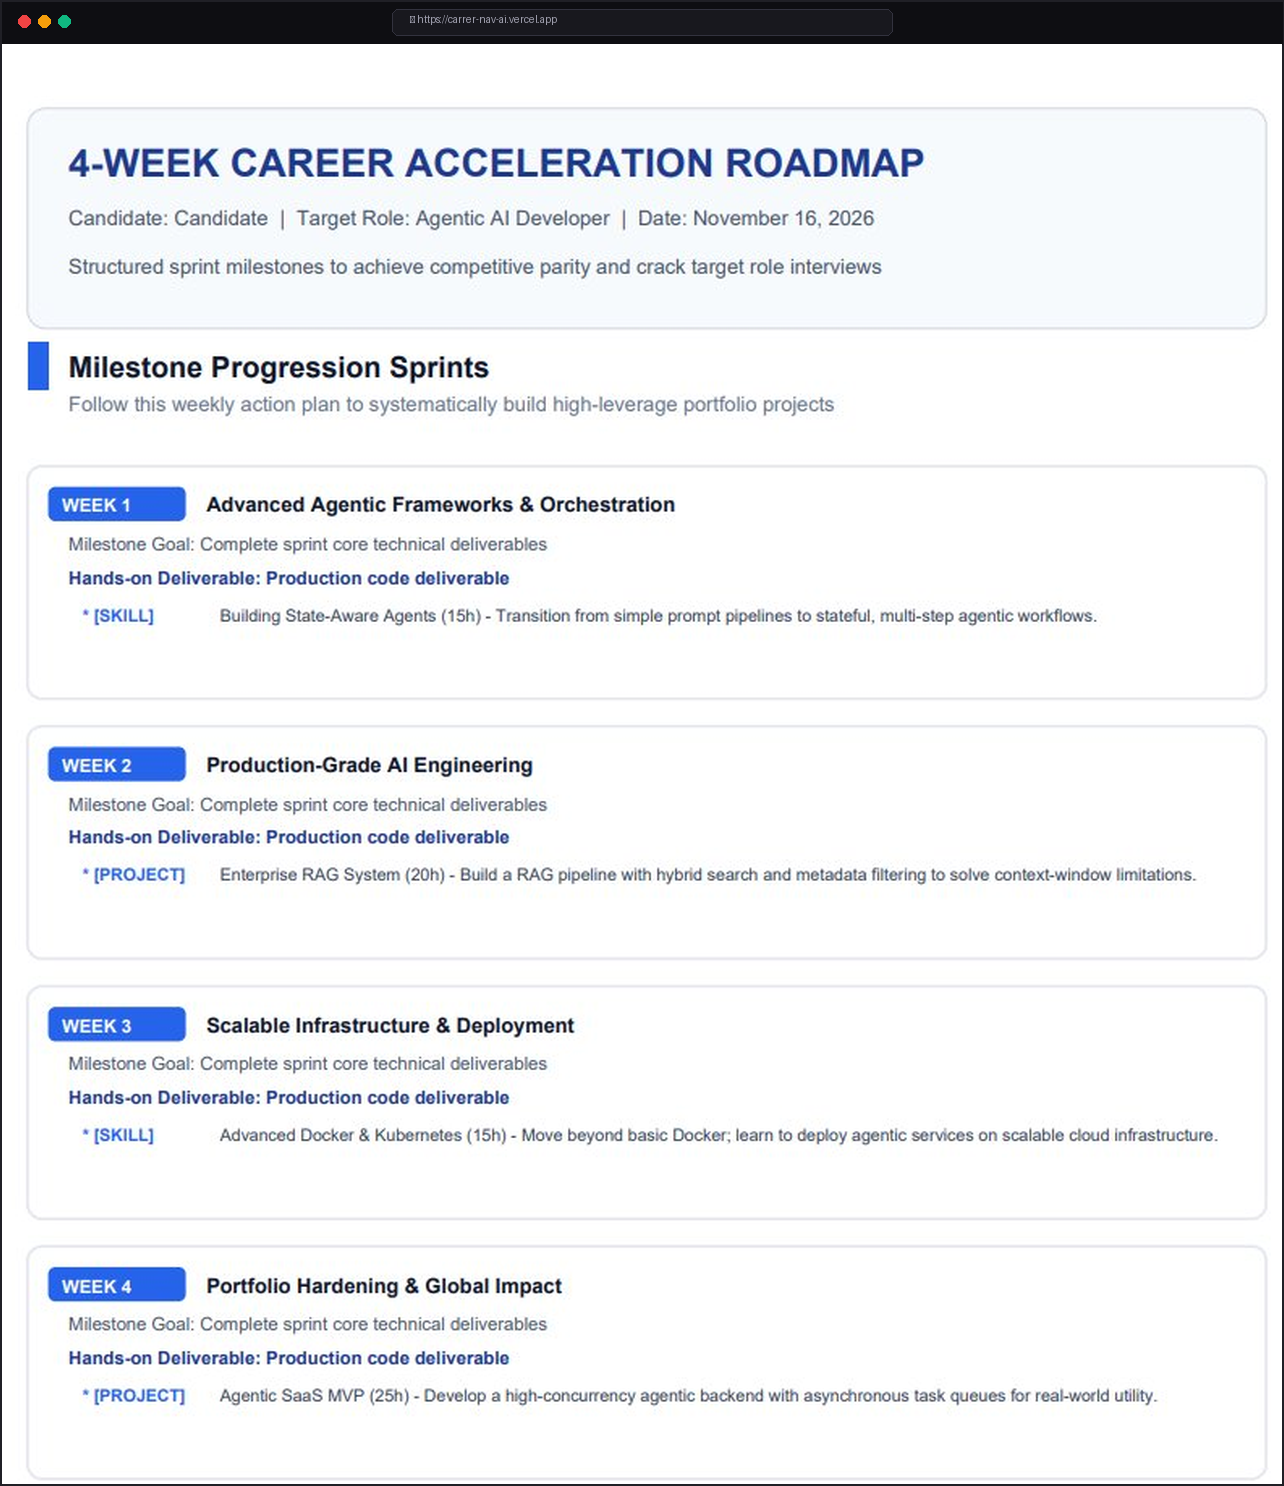 https://carrer-nav-ai.vercel.app
4-WEEK CAREER ACCELERATION ROADMAP
Candidate: Candidate | Target Role: Agentic AI Developer | Date: November 16, 2026
Structured sprint milestones to achieve competitive parity and crack target role interviews
Milestone Progression Sprints
Follow this weekly action plan to systematically build high-leverage portfolio projects
WEEK 1 Advanced Agentic Frameworks & Orchestration
Milestone Goal: Complete sprint core technical deliverables
Hands-on Deliverable: Production code deliverable
* [SKILL] Building State-Aware Agents (15h) - Transition from simple prompt pipelines to stateful, multi-step agentic workflows.
WEEK 2 Production-Grade AI Engineering
Milestone Goal: Complete sprint core technical deliverables
Hands-on Deliverable: Production code deliverable
* [PROJECT] Enterprise RAG System (20h) - Build a RAG pipeline with hybrid search and metadata filtering to solve context-window limitations.
WEEK 3 Scalable Infrastructure & Deployment
Milestone Goal: Complete sprint core technical deliverables
Hands-on Deliverable: Production code deliverable
* [SKILL] Advanced Docker & Kubernetes (15h) - Move beyond basic Docker; learn to deploy agentic services on scalable cloud infrastructure.
WEEK 4 Portfolio Hardening & Global Impact
Milestone Goal: Complete sprint core technical deliverables
Hands-on Deliverable: Production code deliverable
* [PROJECT] Agentic SaaS MVP (25h) - Develop a high-concurrency agentic backend with asynchronous task queues for real-world utility.